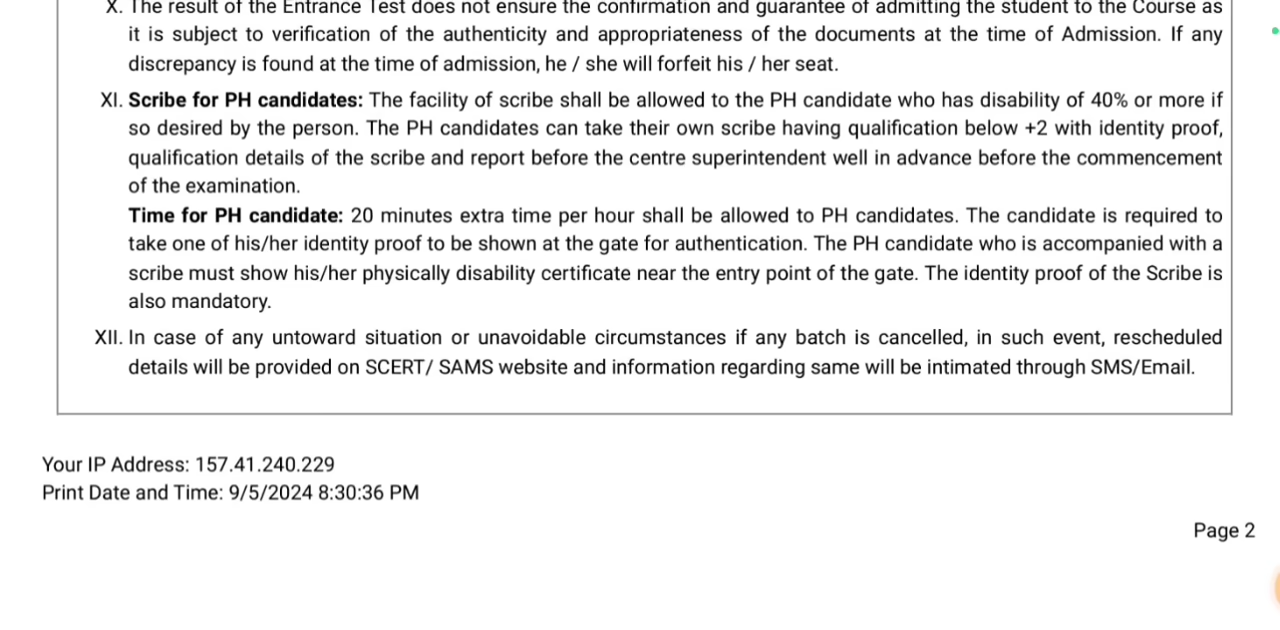 X. The result of the Entrance Test does not ensure the confirmation and guarantee of admitting the student to the Course as
it is subject to verification of the authenticity and appropriateness of the documents at the time of Admission. If any
discrepancy is found at the time of admission, he / she will forfeit his / her seat.
XI. Scribe for PH candidates: The facility of scribe shall be allowed to the PH candidate who has disability of 40% or more if
so desired by the person. The PH candidates can take their own scribe having qualification below +2 with identity proof,
qualification details of the scribe and report before the centre superintendent well in advance before the commencement
of the examination.
Time for PH candidate: 20 minutes extra time per hour shall be allowed to PH candidates. The candidate is required to
take one of his/her identity proof to be shown at the gate for authentication. The PH candidate who is accompanied with a
scribe must show his/her physically disability certificate near the entry point of the gate. The identity proof of the Scribe is
also mandatory.
XII. In case of any untoward situation or unavoidable circumstances if any batch is cancelled, in such event, rescheduled
details will be provided on SCERT/ SAMS website and information regarding same will be intimated through SMS/Email.
Your IP Address: 157.41.240.229
Print Date and Time: 9/5/2024 8:30:36 PM
Page 2